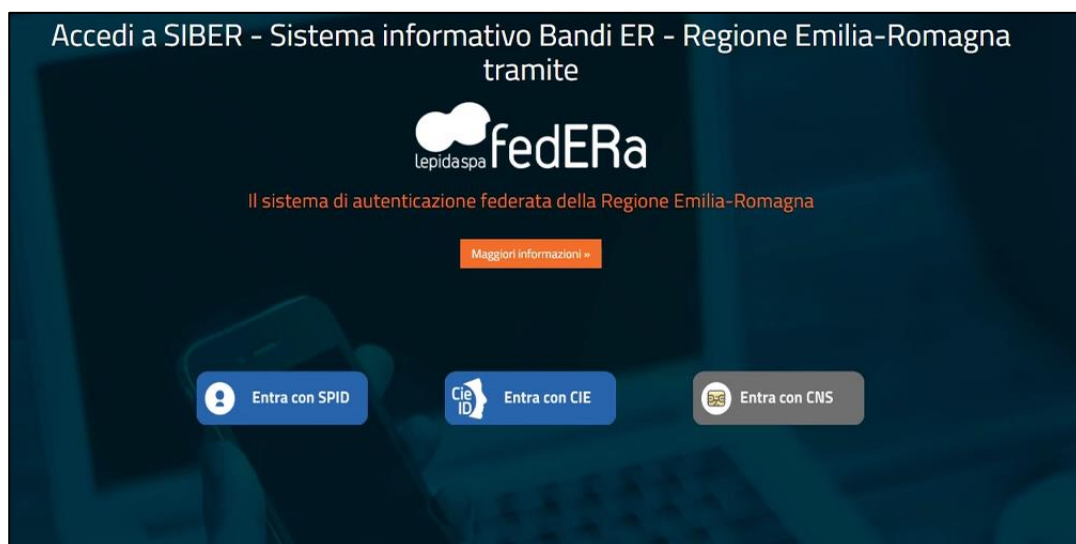 Accedi a SIBER - Sistema informativo Bandi ER - Regione Emilia-Romagna
tramite
lepidaspa fedERa
Il sistema di autenticazione federata della Regione Emilia-Romagna
Maggiori informazioni »
Entra con SPID
Cie
ID
Entra con CIE
Entra con CNS